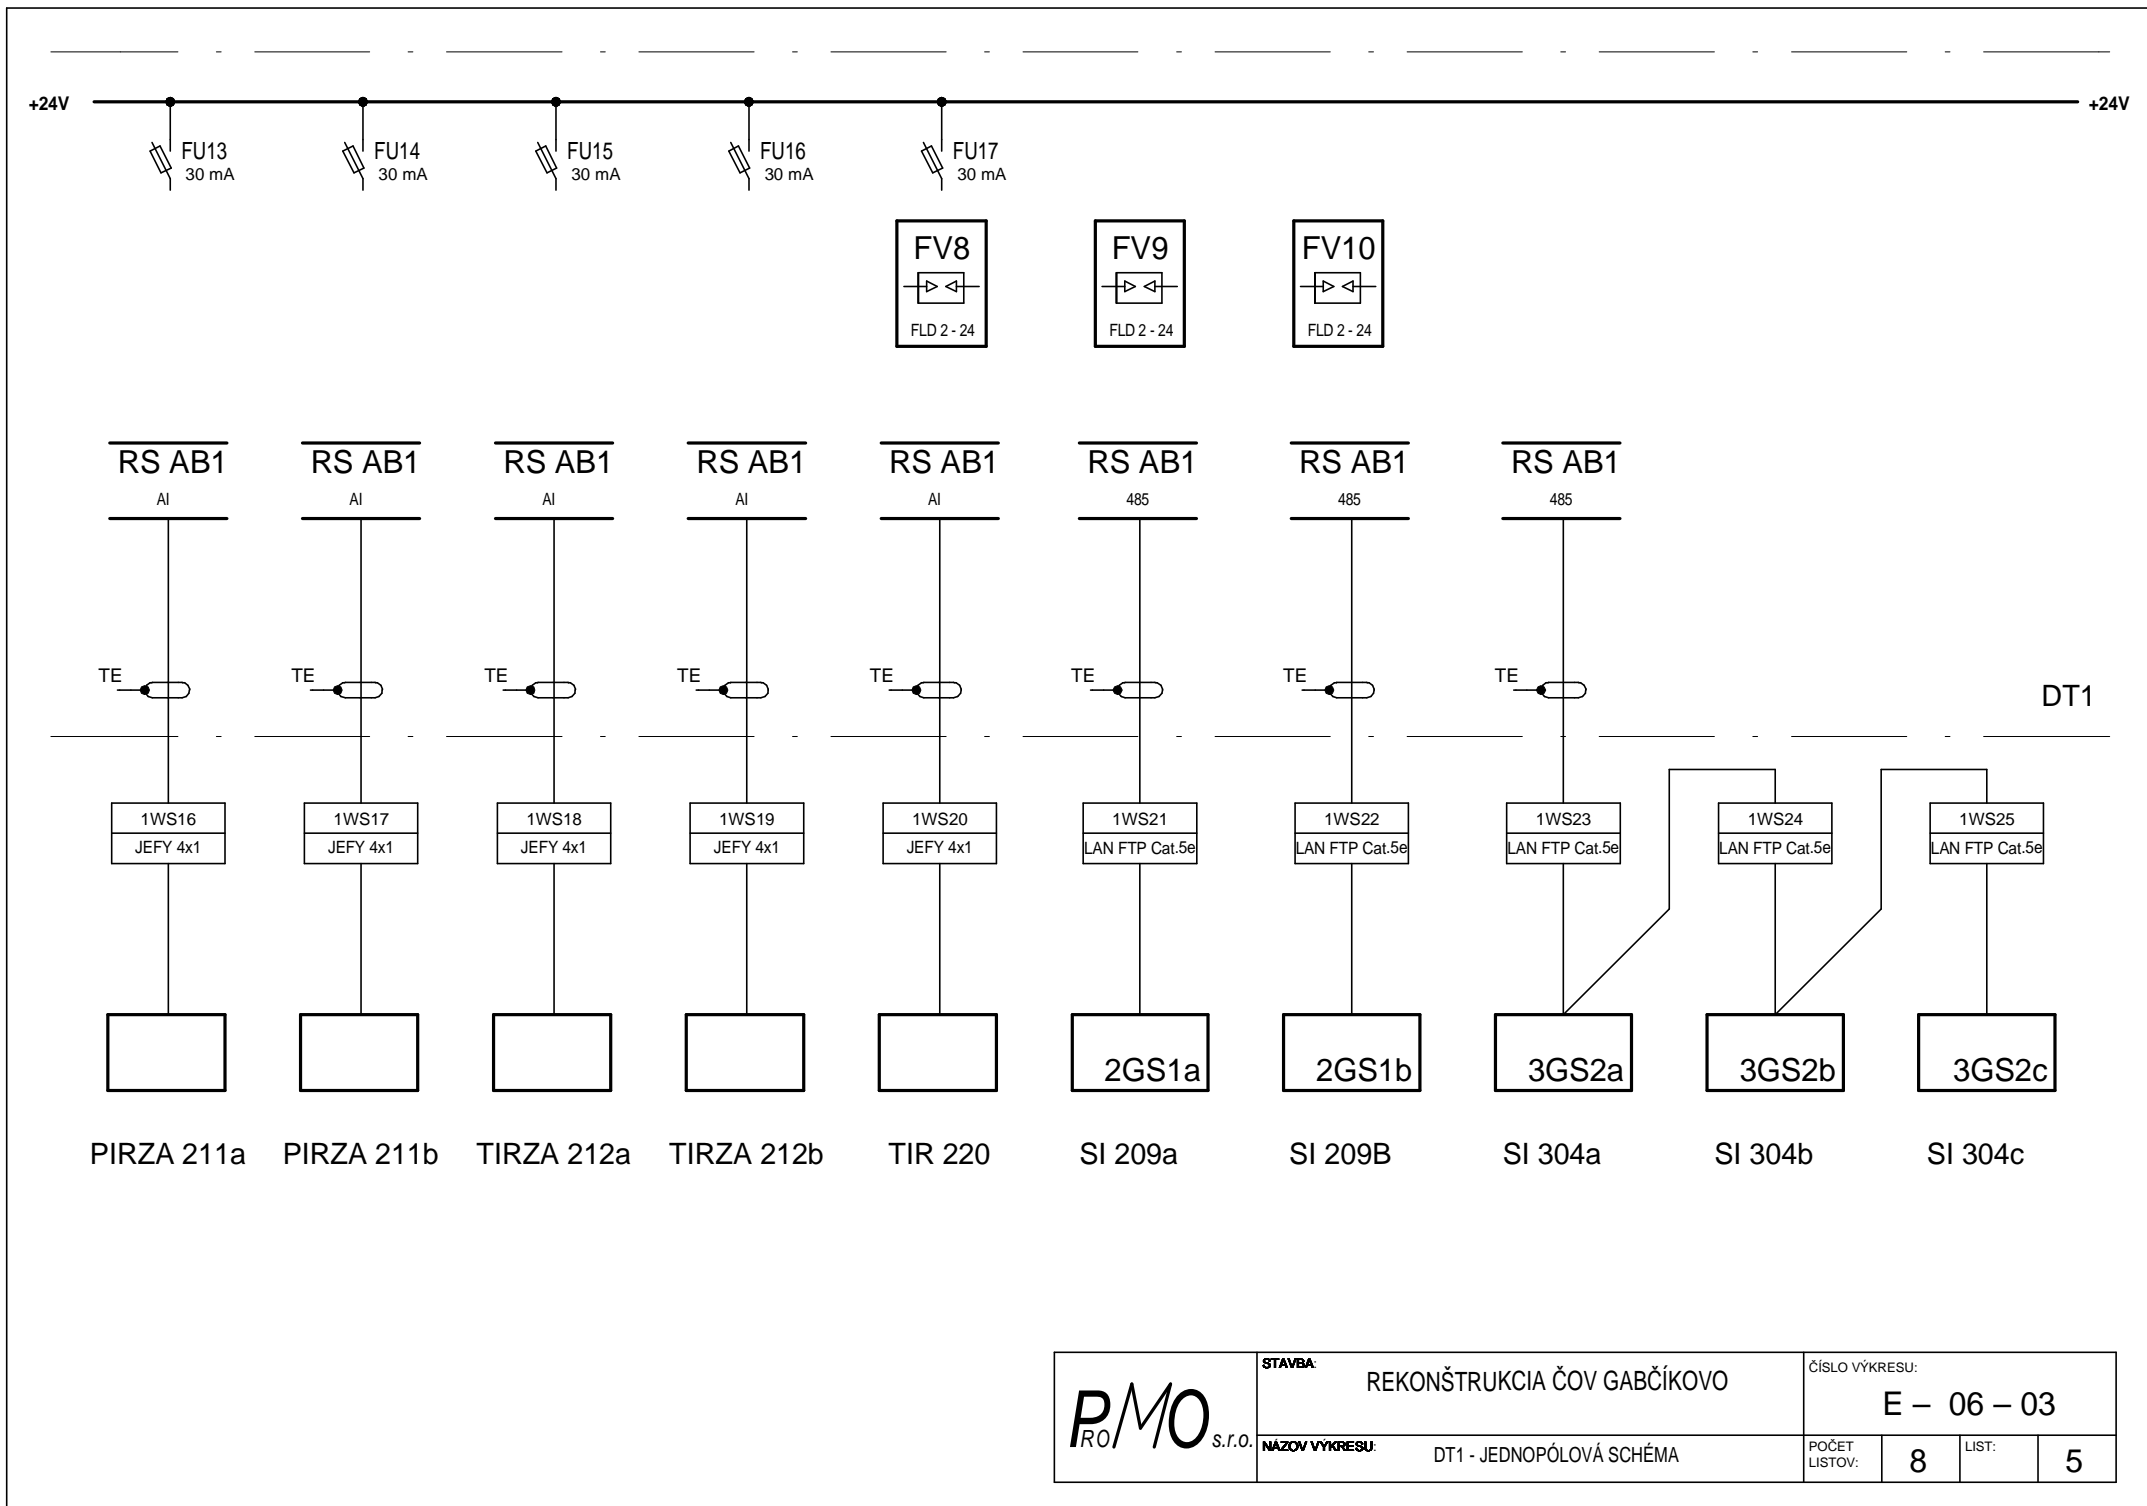 +24V +24V
FU13 FU14 FU15 FU16 FU17
30 mA 30 mA 30 mA 30 mA 30 mA
FV8 FV9 FV10
FLD 2 - 24 FLD 2 - 24 FLD 2 - 24
RS AB1 RS AB1 RS AB1 RS AB1 RS AB1 RS AB1 RS AB1 RS AB1
AI AI AI AI AI 485 485 485
TE TE TE TE TE TE TE TE
DT1
1WS16 1WS17 1WS18 1WS19 1WS20 1WS21 1WS22 1WS23 1WS24 1WS25
JEFY 4x1 JEFY 4x1 JEFY 4x1 JEFY 4x1 JEFY 4x1 LAN FTP Cat.5e LAN FTP Cat.5e LAN FTP Cat.5e LAN FTP Cat.5e LAN FTP Cat.5e
2GS1a 2GS1b 3GS2a 3GS2b 3GS2c
PIRZA 211a PIRZA 211b TIRZA 212a TIRZA 212b TIR 220 SI 209a SI 209B SI 304a SI 304b SI 304c
PRO MO s.r.o.
STAVBA:
REKONŠTRUKCIA ČOV GABČÍKOVO
ČÍSLO VÝKRESU:
E – 06 – 03
NÁZOV VÝKRESU:
DT1 - JEDNOPÓLOVÁ SCHÉMA
POČET
LISTOV:
8
LIST:
5